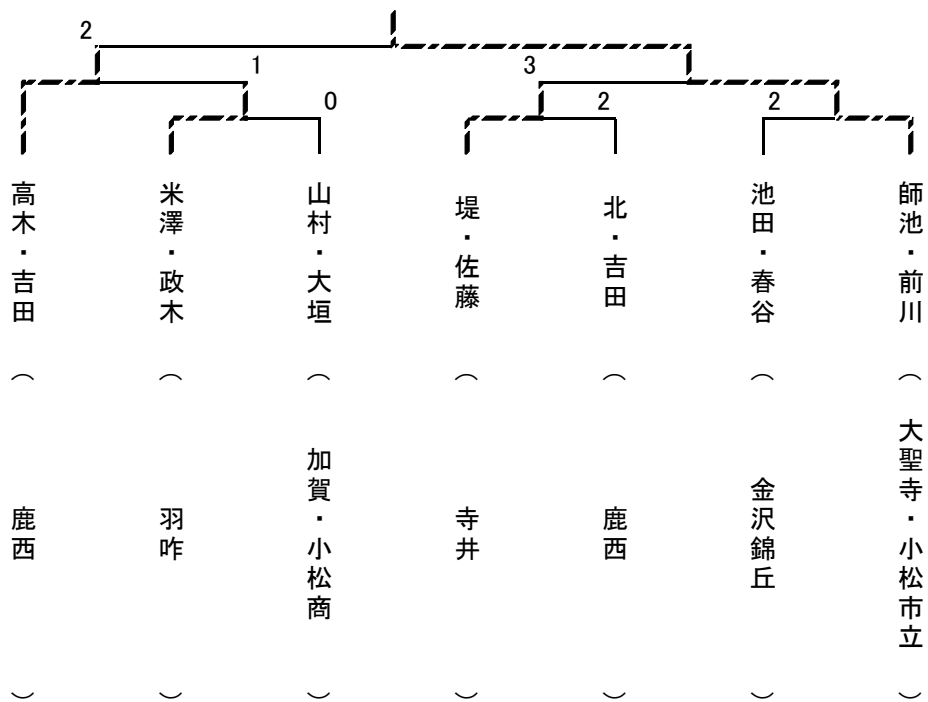 2
1
3
0
2
2
高木・吉田（鹿西）
米澤・政木（羽咋）
山村・大垣（加賀・小松商）
堤・佐藤（寺井）
北・吉田（鹿西）
池田・春谷（金沢錦丘）
師池・前川（大聖寺・小松市立）